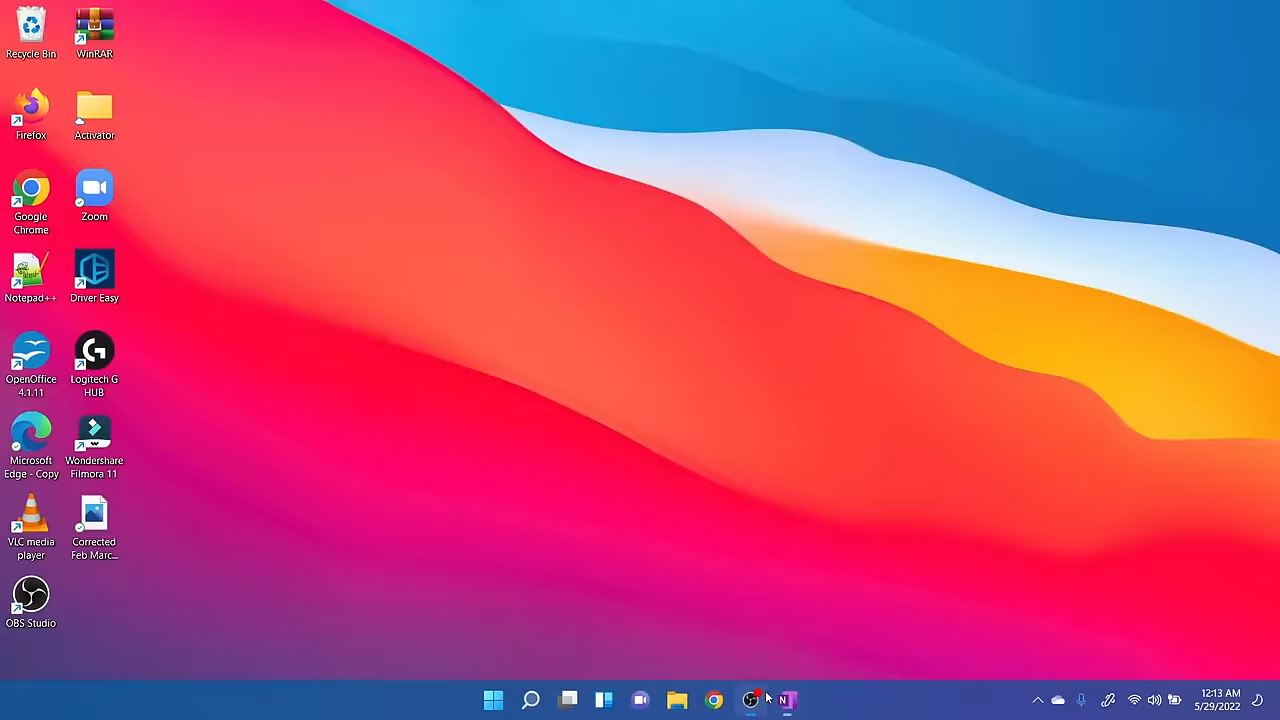 Recycle Bin
WinRAR
Firefox
Activator
Google
Chrome
Zoom
Notepad++
Driver Easy
OpenOffice
4.1.11
Logitech G
HUB
Microsoft
Edge - Copy
Wondershare
Filmora 11
VLC media
player
Corrected
Feb Marc...
OBS Studio
N
12:13 AM
5/29/2022